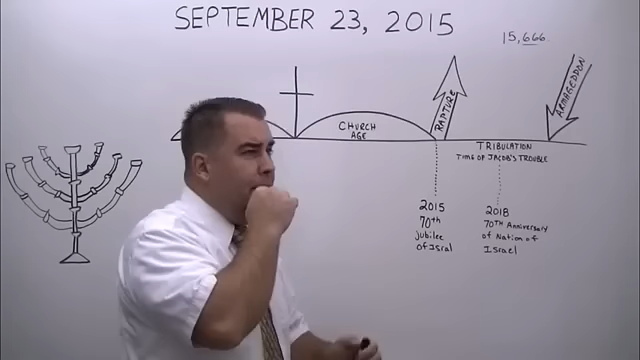 SEPTEMBER 23, 2015
15,666
CHURCH
AGE
RAPTURE
ARMAGEDDON
TRIBULATION
TIME OF JACOB'S TROUBLE
2015
70th
Jubilee
of Isral
2018
70TH Anniversary
of Nation of
Israel